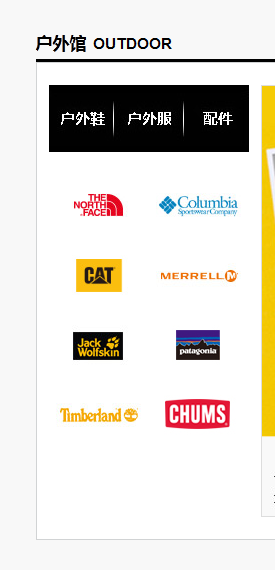 户外馆 OUTDOOR
户外鞋 户外服 配件
THE NORTH FACE
Columbia
Sportswear Company
CAT
MERRELL M
Jack Wolfskin
patagonia
Timberland
CHUMS